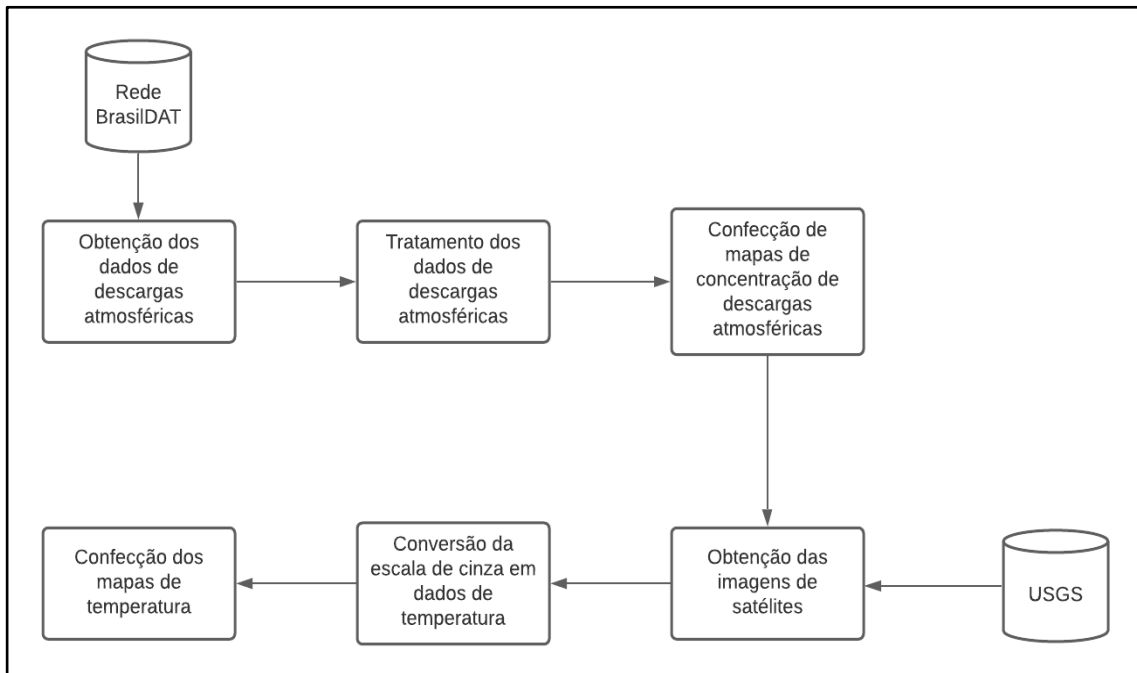 Rede
BrasilDAT
Obtenção dos
dados de
descargas
atmosféricas
Tratamento dos
dados de
descargas
atmosféricas
Confecção de
mapas de
concentração de
descargas
atmosféricas
Confecção dos
mapas de
temperatura
Conversão da
escala de cinza em
dados de
temperatura
Obtenção das
imagens de
satélites
USGS